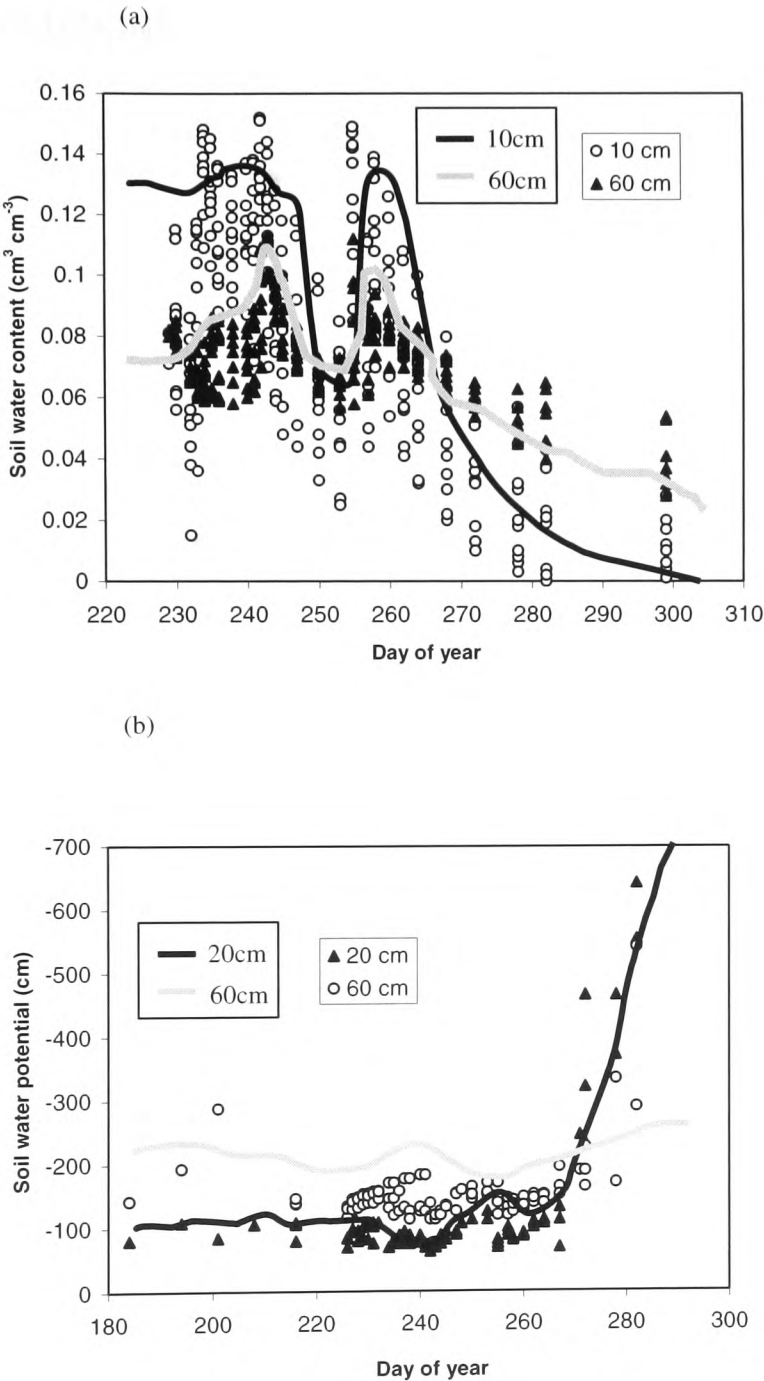 (a)
Soil water content (cm³ cm⁻³)
0.16
0.14
0.12
0.1
0.08
0.06
0.04
0.02
0
10cm
60cm
10 cm
60 cm
220 230 240 250 260 270 280 290 300 310
Day of year
(b)
Soil water potential (cm)
-700
-600
-500
-400
-300
-200
-100
0
20cm
60cm
20 cm
60 cm
180 200 220 240 260 280 300
Day of year